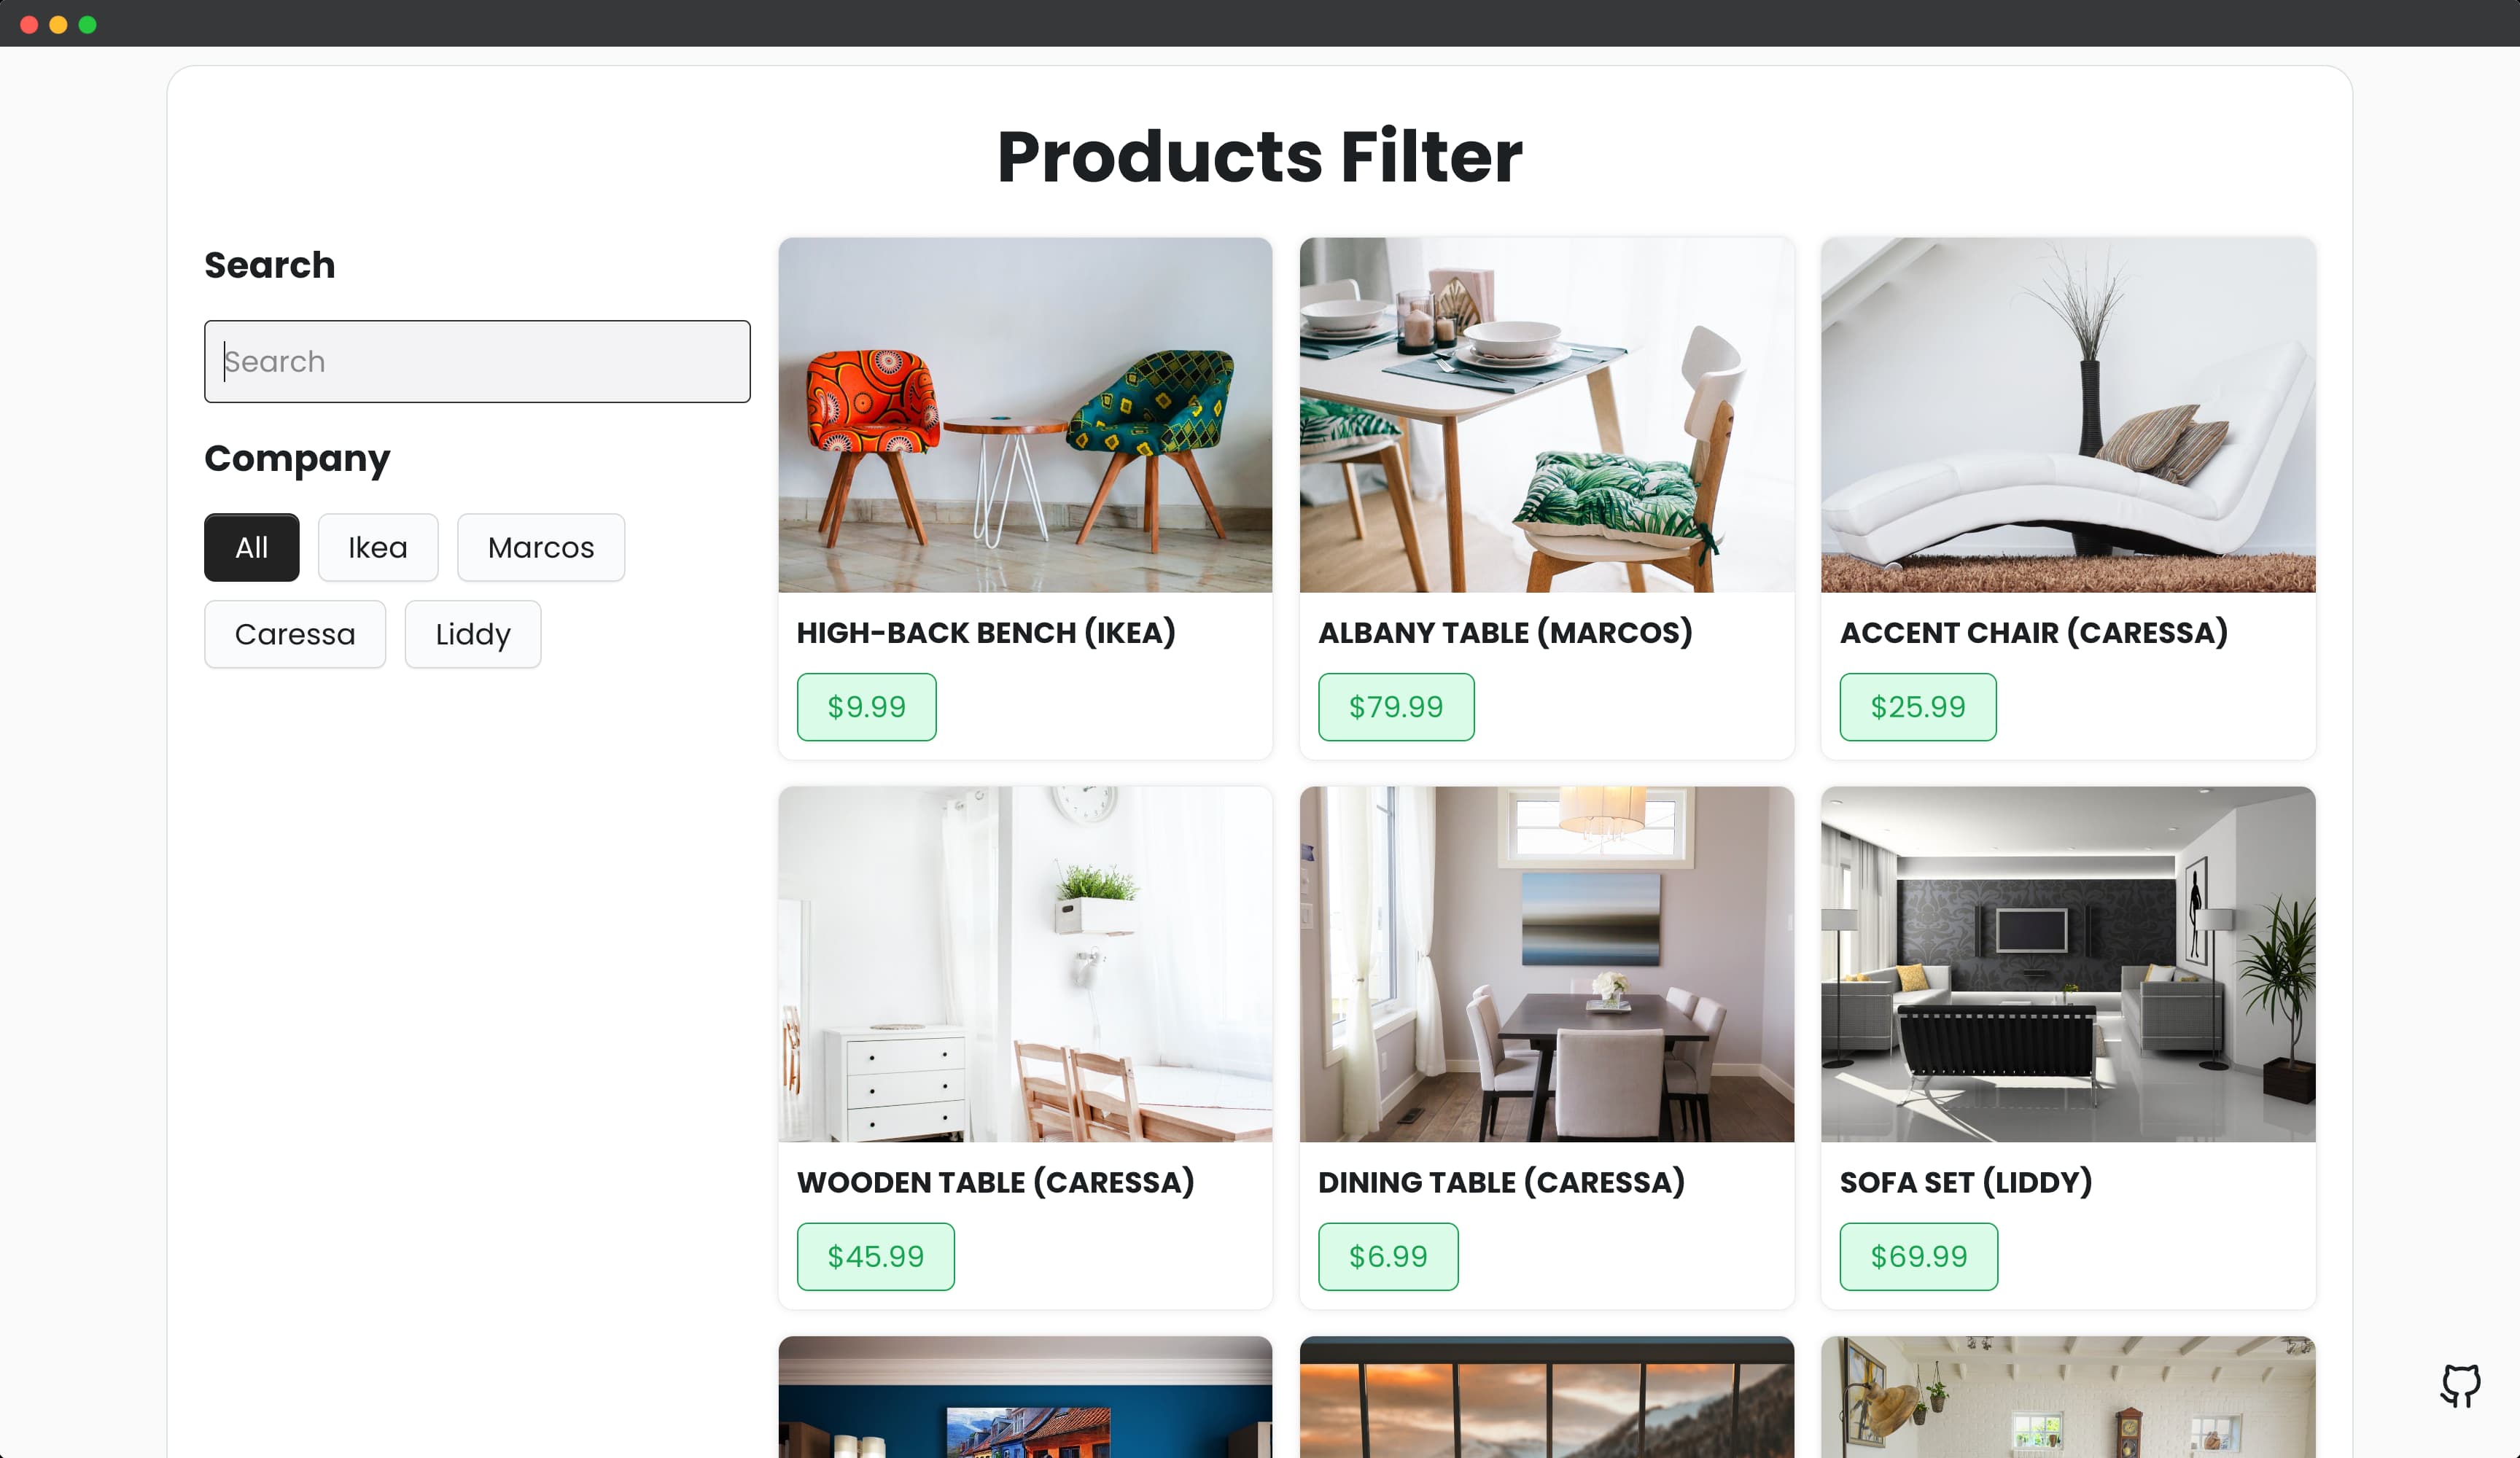 Products Filter
Search
Search
Company
All
Ikea
Marcos
Caressa
Liddy
HIGH-BACK BENCH (IKEA)
$9.99
ALBANY TABLE (MARCOS)
$79.99
ACCENT CHAIR (CARESSA)
$25.99
WOODEN TABLE (CARESSA)
$45.99
DINING TABLE (CARESSA)
$6.99
SOFA SET (LIDDY)
$69.99